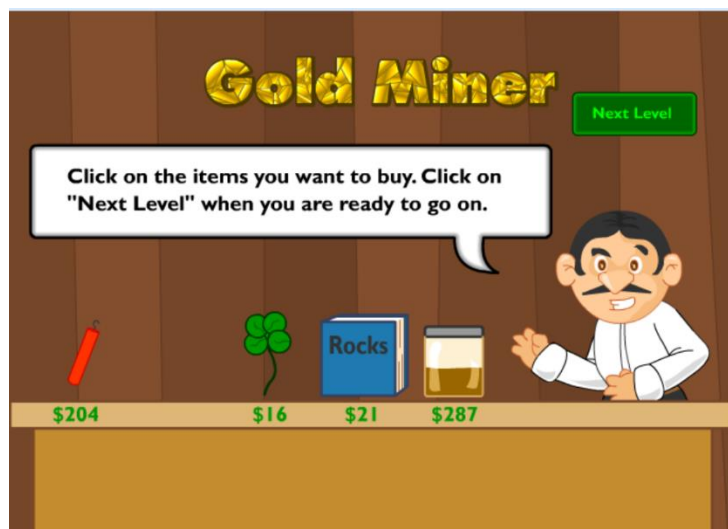 Gold Miner
Next Level
Click on the items you want to buy. Click on
"Next Level" when you are ready to go on.
Rocks
$204 $16 $21 $287